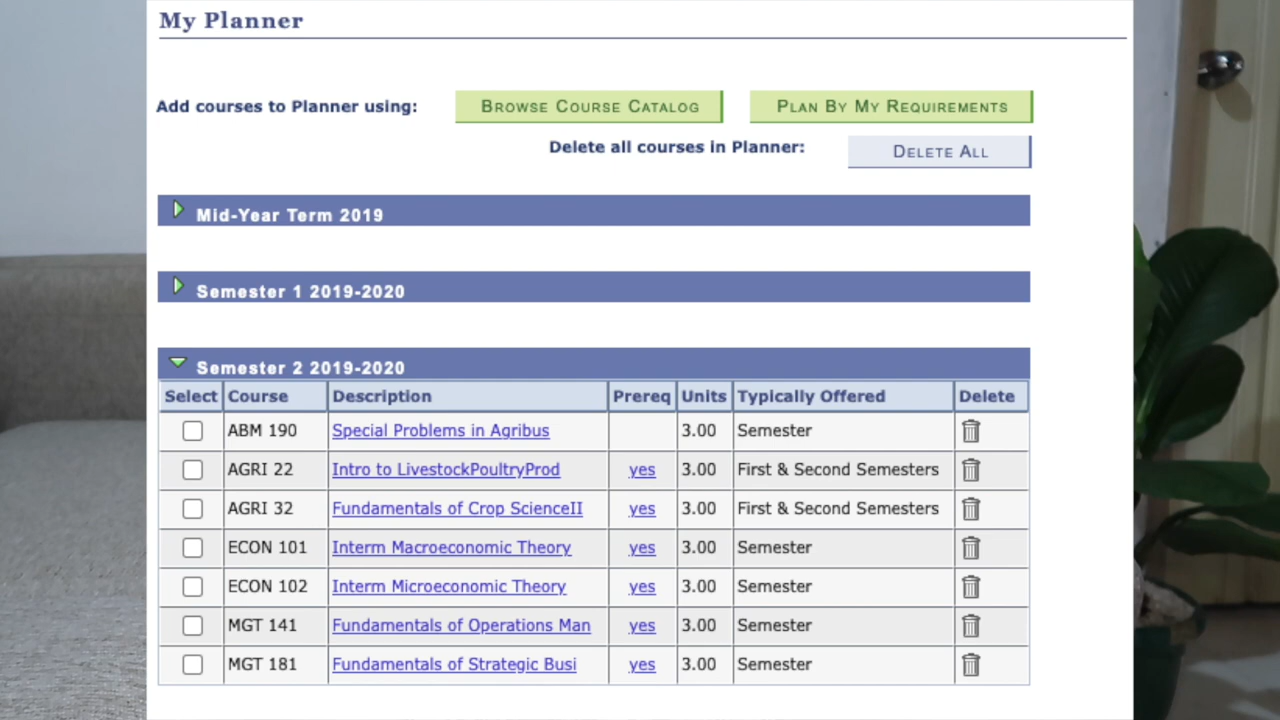 My Planner
Add courses to Planner using: BROWSE COURSE CATALOG PLAN BY MY REQUIREMENTS
Delete all courses in Planner: DELETE ALL
Mid-Year Term 2019
Semester 1 2019-2020
Semester 2 2019-2020
Select Course Description Prereq Units Typically Offered Delete
ABM 190 Special Problems in Agribus 3.00 Semester
AGRI 22 Intro to LivestockPoultryProd yes 3.00 First & Second Semesters
AGRI 32 Fundamentals of Crop ScienceII yes 3.00 First & Second Semesters
ECON 101 Interm Macroeconomic Theory yes 3.00 Semester
ECON 102 Interm Microeconomic Theory yes 3.00 Semester
MGT 141 Fundamentals of Operations Man yes 3.00 Semester
MGT 181 Fundamentals of Strategic Busi yes 3.00 Semester